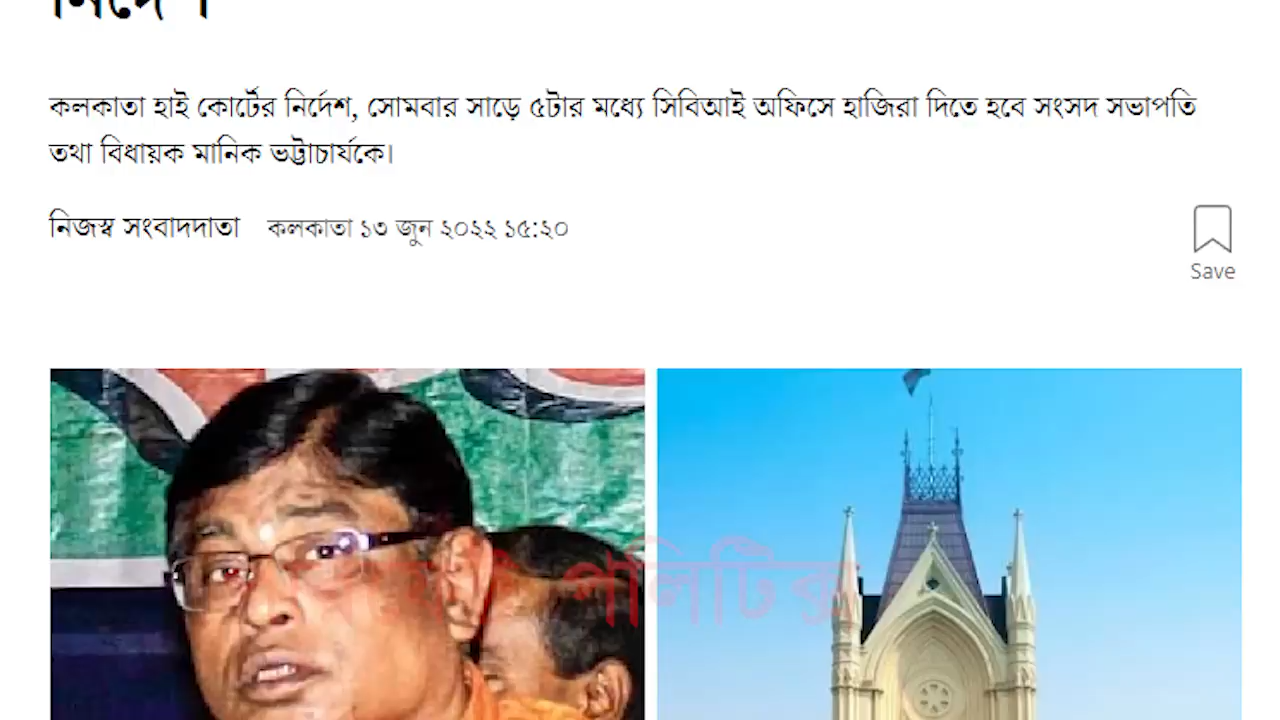 নির্দেশ
কলকাতা হাই কোর্টের নির্দেশ, সোমবার সাড়ে ৫টার মধ্যে সিবিআই অফিসে হাজিরা দিতে হবে সংসদ সভাপতি
তথা বিধায়ক মানিক ভট্টাচার্যকে।
নিজস্ব সংবাদদাতা কলকাতা ১৩ জুন ২০২২ ১৫:২০
Save
পলিটিক্স